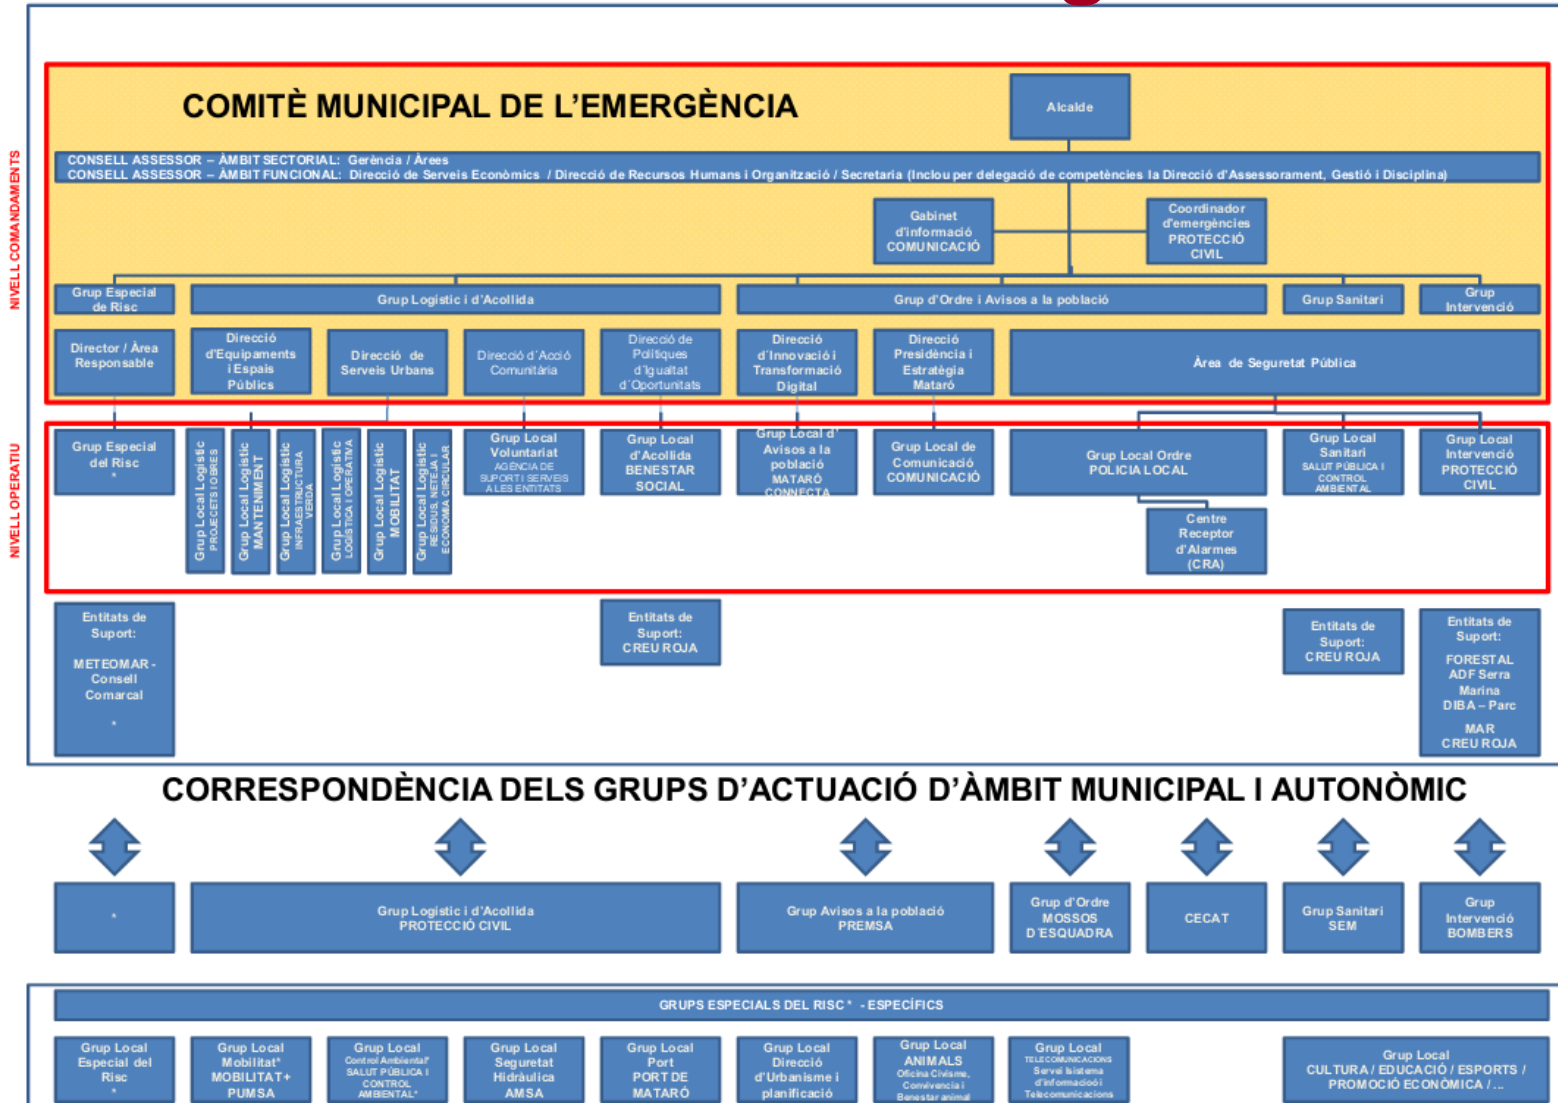 COMITÈ MUNICIPAL DE L'EMERGÈNCIA
Alcalde
CONSELL ASSESSOR – ÀMBIT SECTORIAL: Gerència / Àrees
CONSELL ASSESSOR – ÀMBIT FUNCIONAL: Direcció de Serveis Econòmics / Direcció de Recursos Humans i Organització / Secretaria (Inclou per delegació de competències la Direcció d'Assessorament, Gestió i Disciplina)
NIVELL COMANDAMENTS
Gabinet
d'informació
COMUNICACIÓ
Coordinador
d'emergències
PROTECCIÓ
CIVIL
Grup Especial
de Risc
Grup Logístic i d'Acollida
Grup d'Ordre i Avisos a la població
Grup Sanitari
Grup
Intervenció
Director / Àrea
Responsable
Direcció
d'Equipaments
i Espais
Públics
Direcció de
Serveis Urbans
Direcció d´Acció
Comunitària
Direcció de
Polítiques
d'Igualtat
d´Oportunitats
Direcció
d´Innovació i
Transformació
Digital
Direcció
Presidència i
Estratègia
Mataró
Àrea de Seguretat Pública
NIVELL OPERATIU
Grup Especial
del Risc
*
Grup Local Logístic
PROJECETS I OBRES
Grup Local Logístic
MANTENIMENT
Grup Local Logístic
INFRAESTRUCTURA
VERDA
Grup Local Logístic
LOGÍSTICA I OPERATIVA
Grup Local Logístic
MOBILITAT
Grup Local Logístic
RESIDUS, NETEJA I
ECONOMIA CIRCULAR
Grup Local
Voluntariat
AGÈNCIA DE
SUPORT I SERVEIS
A LES ENTITATS
Grup Local
d'Acollida
BENESTAR
SOCIAL
Grup Local d'
Avisos a la
població
MATARÓ
CONNECTA
Grup Local de
Comunicació
COMUNICACIÓ
Grup Local Ordre
POLICIA LOCAL
Grup Local
Sanitari
SALUT PÚBLICA I
CONTROL
AMBIENTAL
Grup Local
Intervenció
PROTECCIÓ
CIVIL
Centre
Receptor
d'Alarmes
(CRA)
Entitats de
Suport:
METEOMAR -
Consell
Comarcal
*
Entitats de
Suport:
CREU ROJA
Entitats de
Suport:
CREU ROJA
Entitats de
Suport:
FORESTAL
ADF Serra
Marina
DIBA – Parc
MAR
CREU ROJA
CORRESPONDÈNCIA DELS GRUPS D'ACTUACIÓ D'ÀMBIT MUNICIPAL I AUTONÒMIC
*
Grup Logístic i d'Acollida
PROTECCIÓ CIVIL
Grup Avisos a la població
PREMSA
Grup d'Ordre
MOSSOS
D´ESQUADRA
CECAT
Grup Sanitari
SEM
Grup
Intervenció
BOMBERS
GRUPS ESPECIALS DEL RISC * - ESPECÍFICS
Grup Local
Especial del
Risc
*
Grup Local
Mobilitat*
MOBILITAT+
PUMSA
Grup Local
Control Ambiental*
SALUT PÚBLICA I
CONTROL
AMBIENTAL*
Grup Local
Seguretat
Hidràulica
AMSA
Grup Local
Port
PORT DE
MATARÓ
Grup Local
Direcció
d'Urbanisme i
planificació
Grup Local
ANIMALS
Oficina Civisme,
Convivencia i
Benestar animal
Grup Local
TELECOMUNICACIONS
Servei Isistema
d'informació i
Telecomunicacions
Grup Local
CULTURA / EDUCACIÓ / ESPORTS /
PROMOCIÓ ECONÒMICA / ...